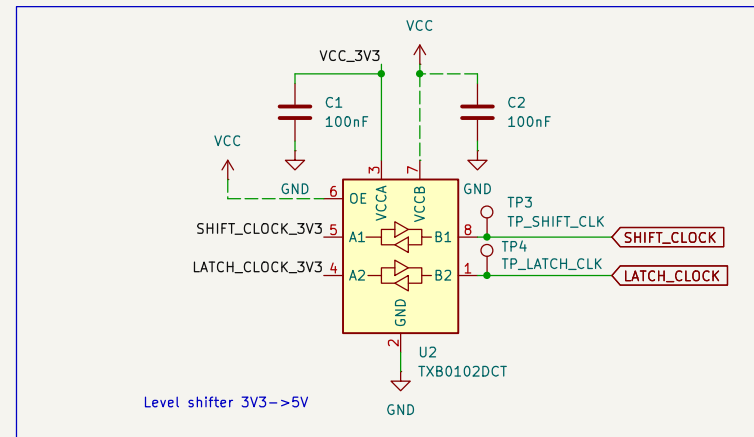 VCC
VCC_3V3
C1
100nF
C2
100nF
VCC
GND
GND
3
7
6
OE
VCCA
VCCB
TP3
TP_SHIFT_CLK
SHIFT_CLOCK_3V3
5
A1
B1
8
SHIFT_CLOCK
TP4
TP_LATCH_CLK
LATCH_CLOCK_3V3
4
A2
B2
1
LATCH_CLOCK
GND
2
U2
TXB0102DCT
GND
Level shifter 3V3->5V